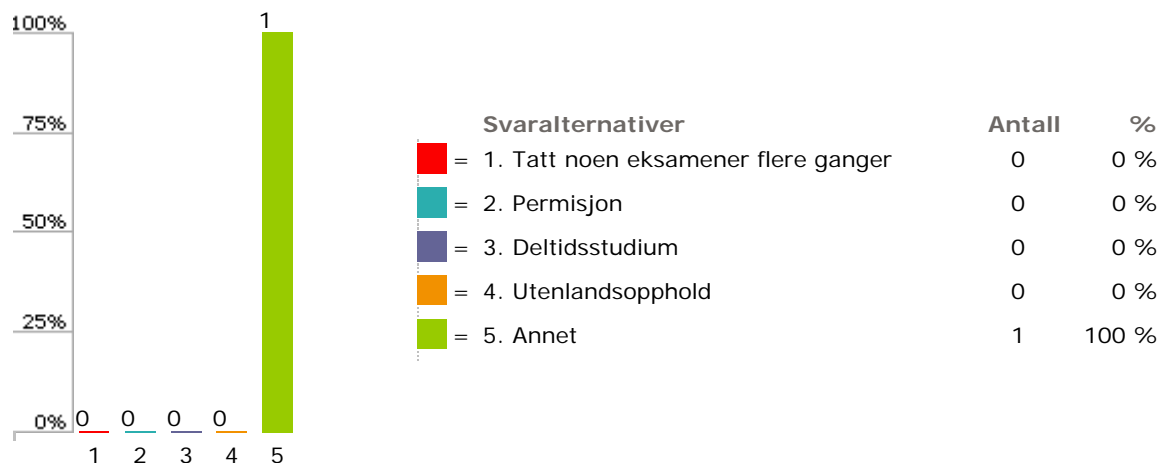 100%
75%
50%
25%
0%
1
0 0 0 0
1 2 3 4 5
Svaralternativer Antall %
= 1. Tatt noen eksamener flere ganger 0 0 %
= 2. Permisjon 0 0 %
= 3. Deltidsstudium 0 0 %
= 4. Utenlandsopphold 0 0 %
= 5. Annet 1 100 %